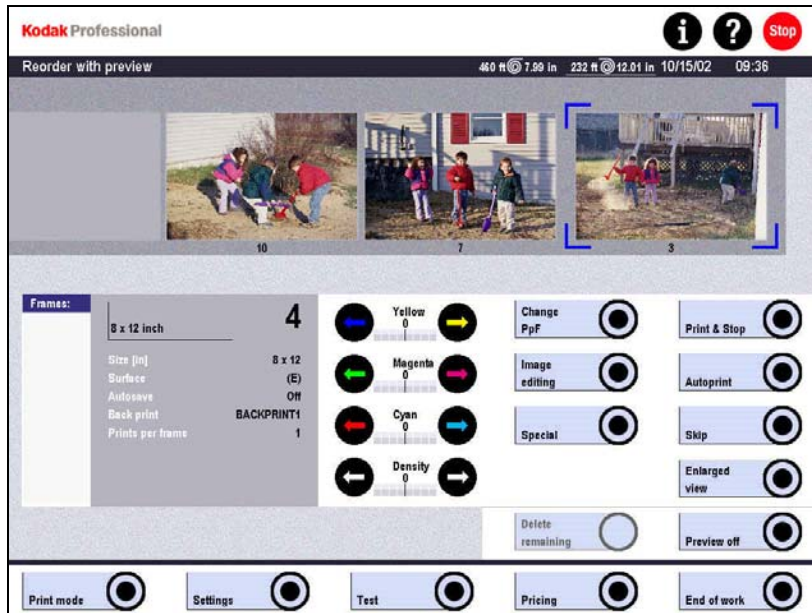 Kodak Professional
i ? Stop
Reorder with preview 460 ft 7.99 in 232 ft 12.01 in 10/15/02 09:36
10 7 3
Frames:
8 x 12 inch 4
Size [in] 8 x 12
Surface (E)
Autosave Off
Back print BACKPRINT1
Prints per frame 1
Yellow
0
Magenta
0
Cyan
0
Density
0
Change
PpF
Print & Stop
Image
editing
Autoprint
Special
Skip
Enlarged
view
Delete
remaining
Preview off
Print mode
Settings
Test
Pricing
End of work